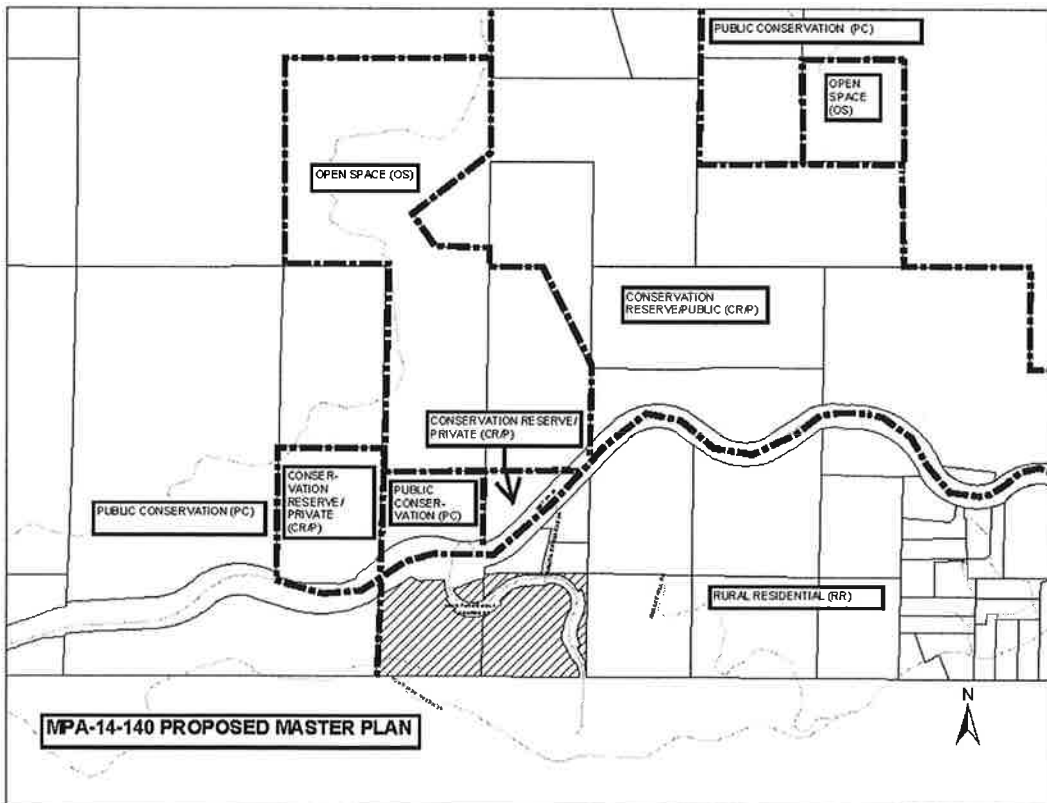 PUBLIC CONSERVATION (PC)
OPEN
SPACE
(OS)
OPEN SPACE (OS)
CONSERVATION
RESERVE/PUBLIC (CR/P)
CONSERVATION RESERVE/
PRIVATE (CR/P)
CONSER-
VATION
RESERVE/
PRIVATE
(CR/P)
PUBLIC
CONSER-
VATION (PC)
PUBLIC CONSERVATION (PC)
RURAL RESIDENTIAL (RR)
N
MPA-14-140 PROPOSED MASTER PLAN